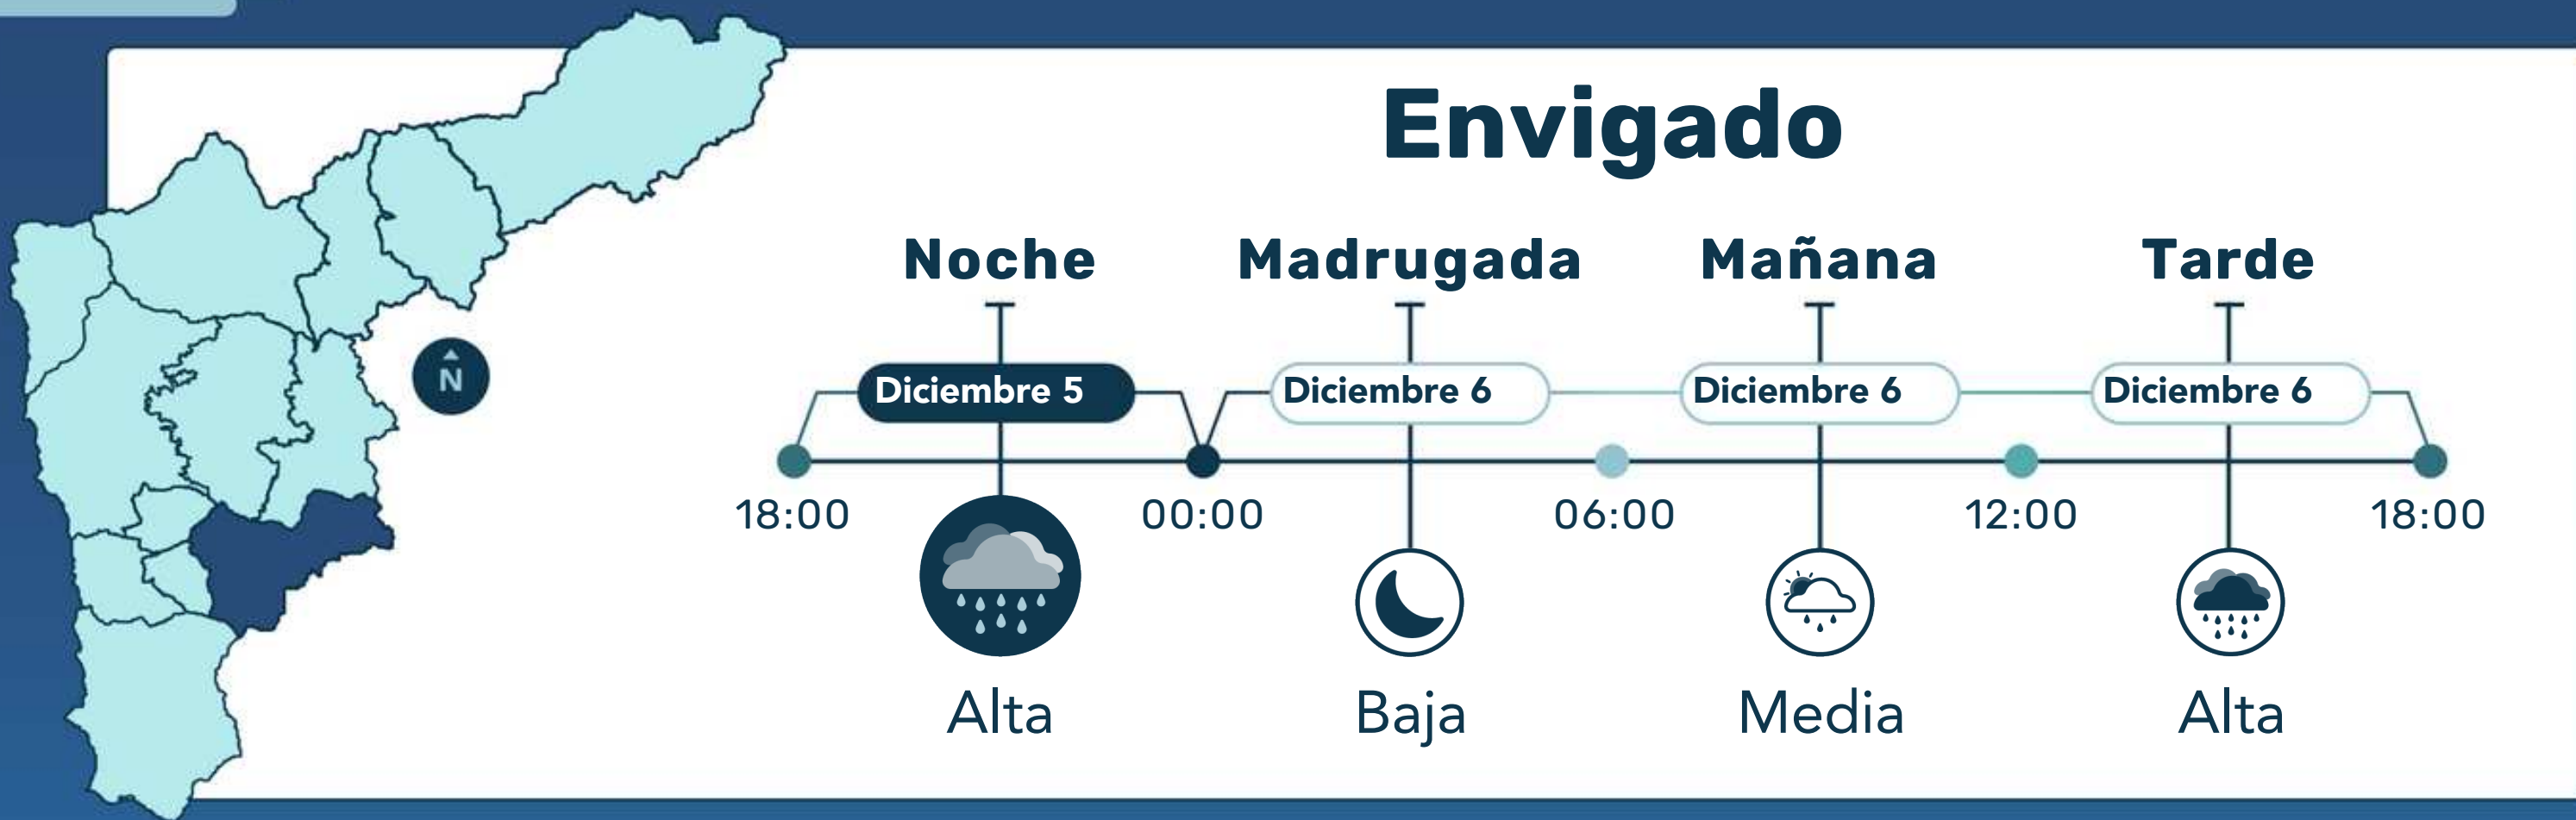 Envigado
Noche Madrugada Mañana Tarde
N
Diciembre 5 Diciembre 6 Diciembre 6 Diciembre 6
18:00 00:00 06:00 12:00 18:00
Alta Baja Media Alta